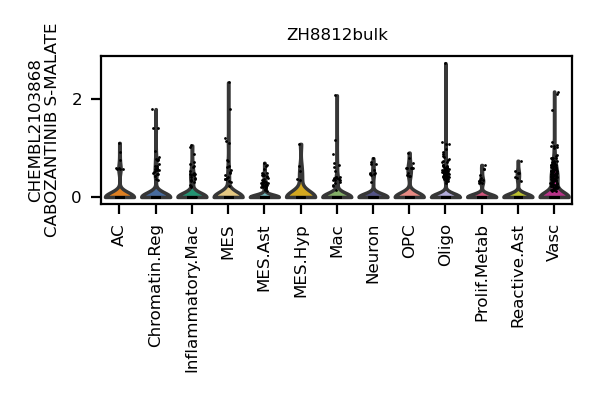 ZH8812bulk
CHEMBL2103868
CABOZANTINIB S-MALATE
2
0
AC
Chromatin.Reg
Inflammatory.Mac
MES
MES.Ast
MES.Hyp
Mac
Neuron
OPC
Oligo
Prolif.Metab
Reactive.Ast
Vasc